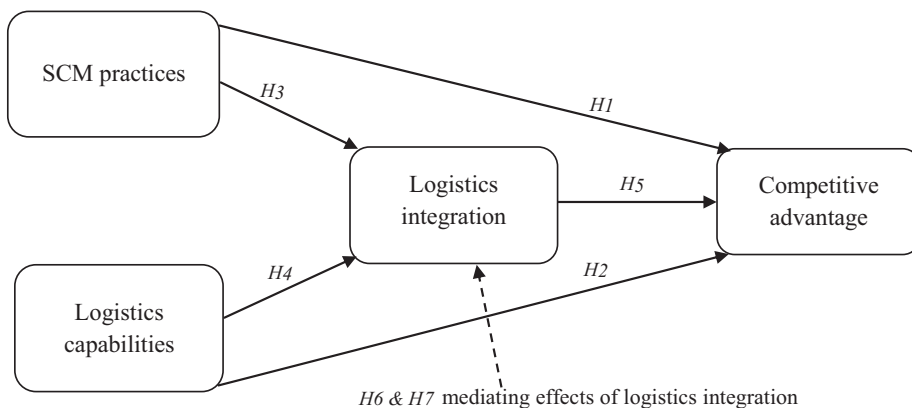 SCM practices
H1
H3
Logistics
integration
H5
Competitive
advantage
H4
H2
Logistics
capabilities
H6 & H7 mediating effects of logistics integration